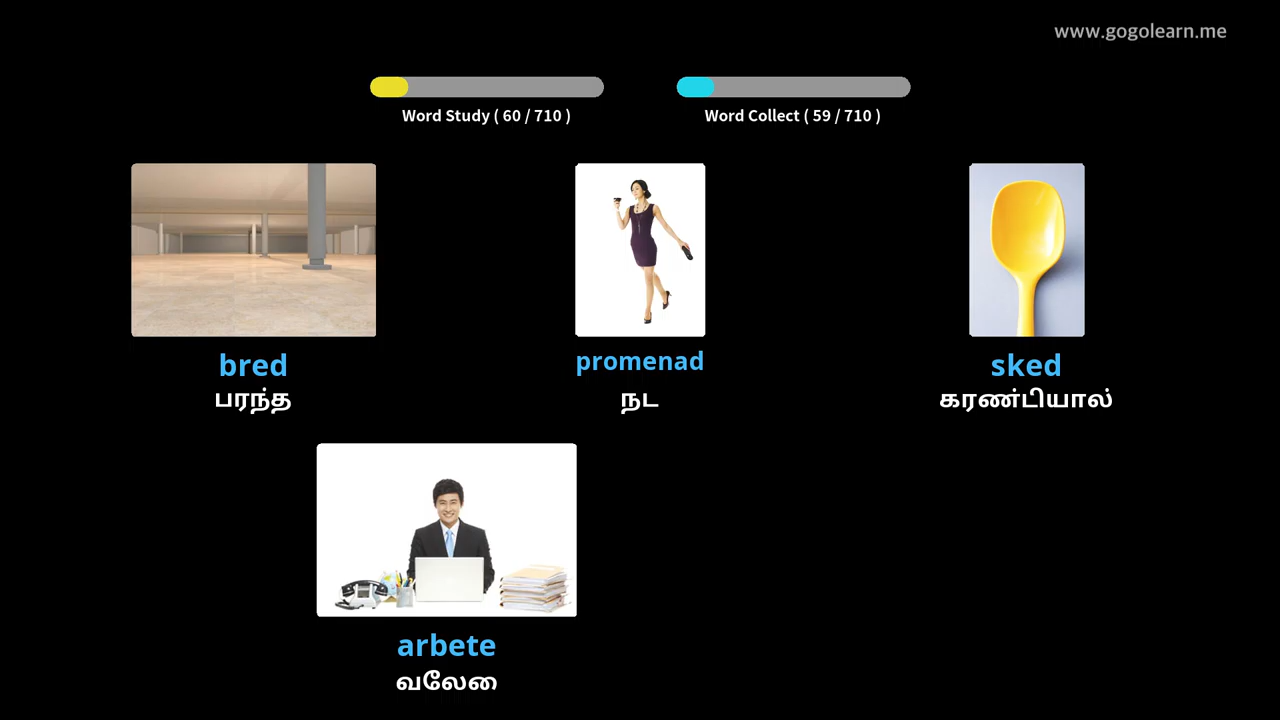 www.gogolearn.me
Word Study ( 60 / 710 )
Word Collect ( 59 / 710 )
bred
promenad
sked
பரந்த
நட
கரண்டியால்
arbete
வேலை